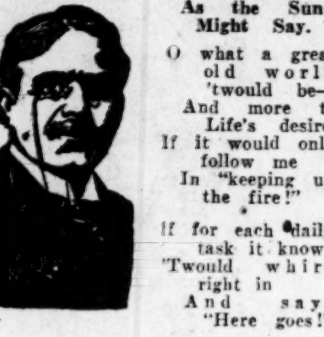 As the Sun
Might Say.
O what a grea
old worl
'twould be—
And more t
Life's desire
If it would onl
follow me
In "keeping u
the fire!"
If for each dail
task it know
'Twould whir
right in
And say
"Here goes!